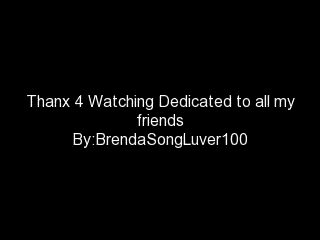 Thanx 4 Watching Dedicated to all my
friends
By:BrendaSongLuver100